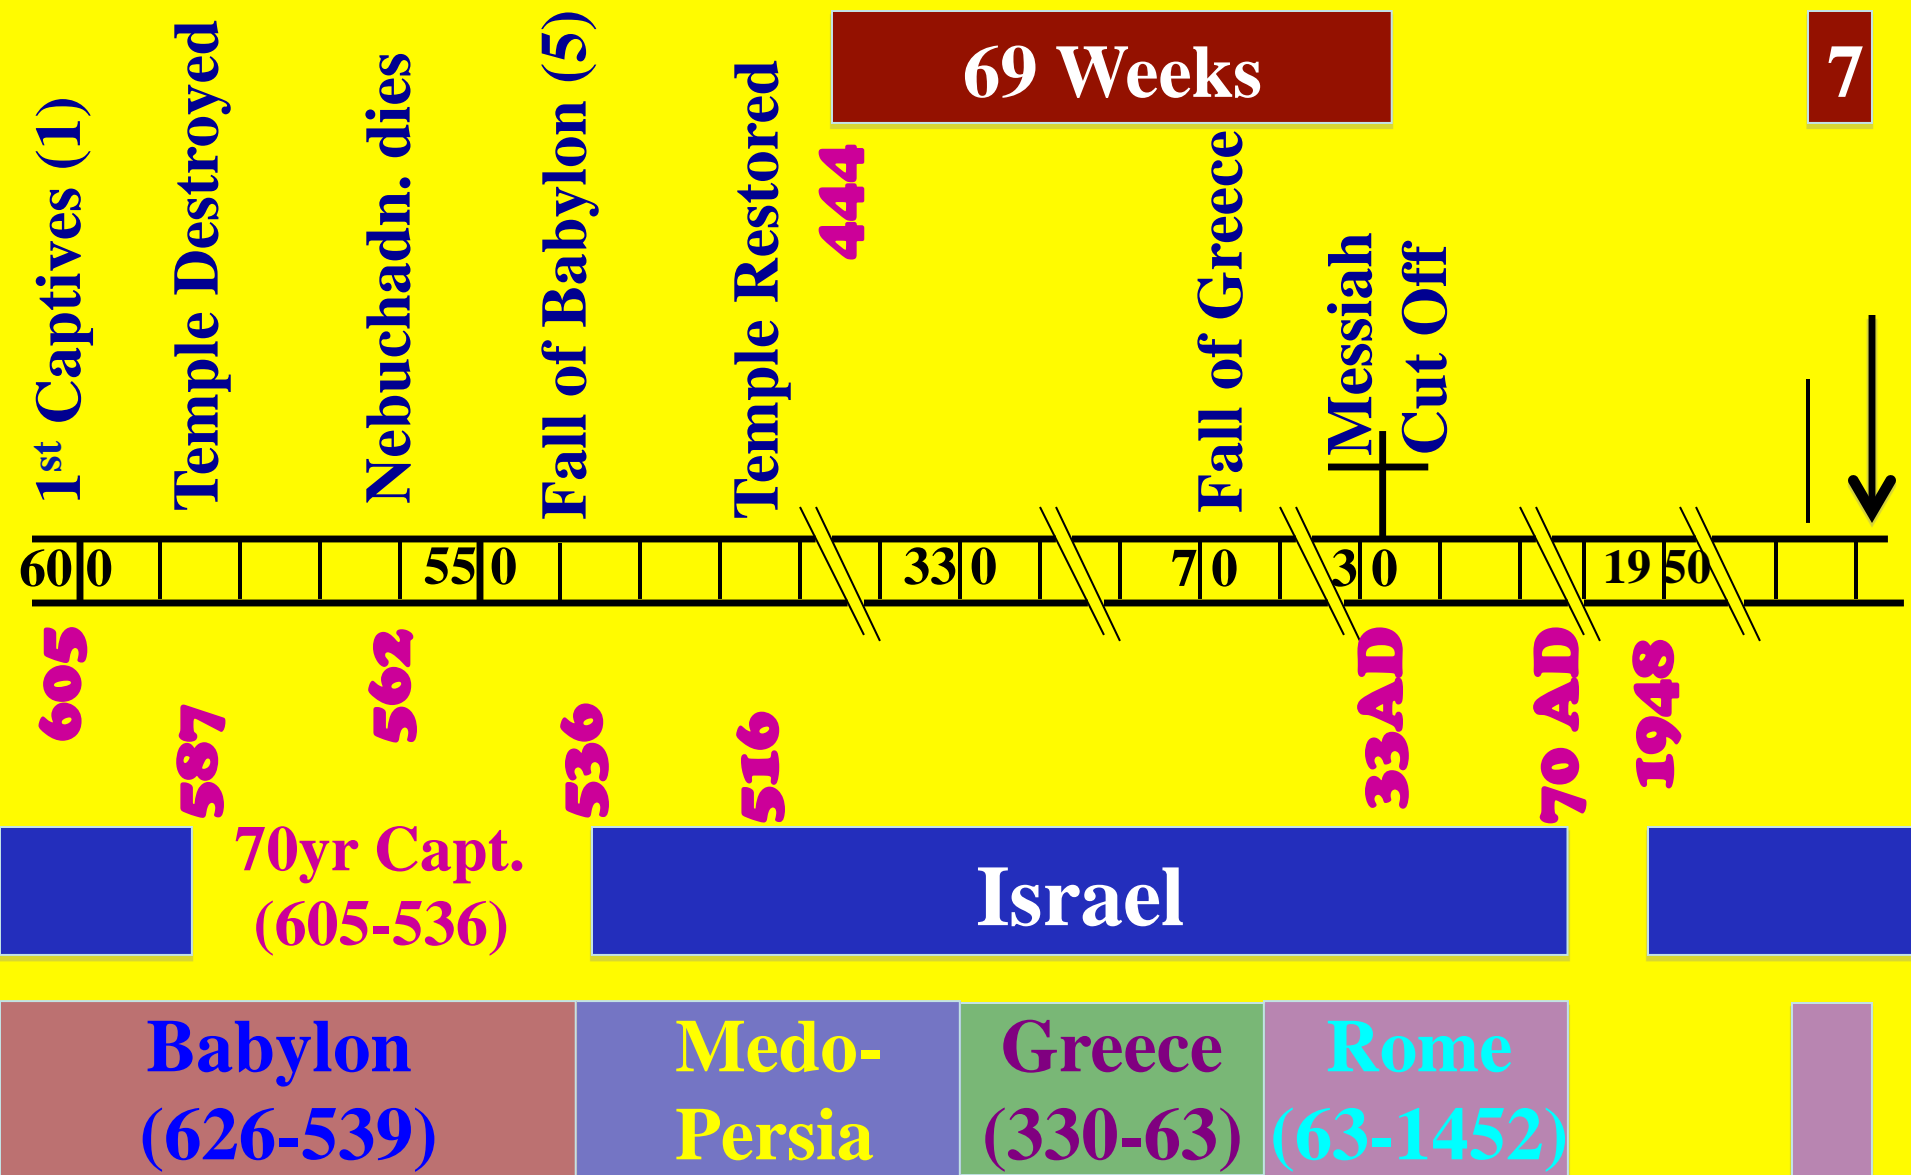 69 Weeks
7
1st Captives (1)
Temple Destroyed
Nebuchadn. dies
Fall of Babylon (5)
Temple Restored
444
Fall of Greece
Messiah
Cut Off
600
550
330
70
30
1950
605
587
562
536
516
33AD
70 AD
1948
70yr Capt.
(605-536)
Israel
Babylon
(626-539)
Medo-
Persia
Greece
(330-63)
Rome
(63-1452)